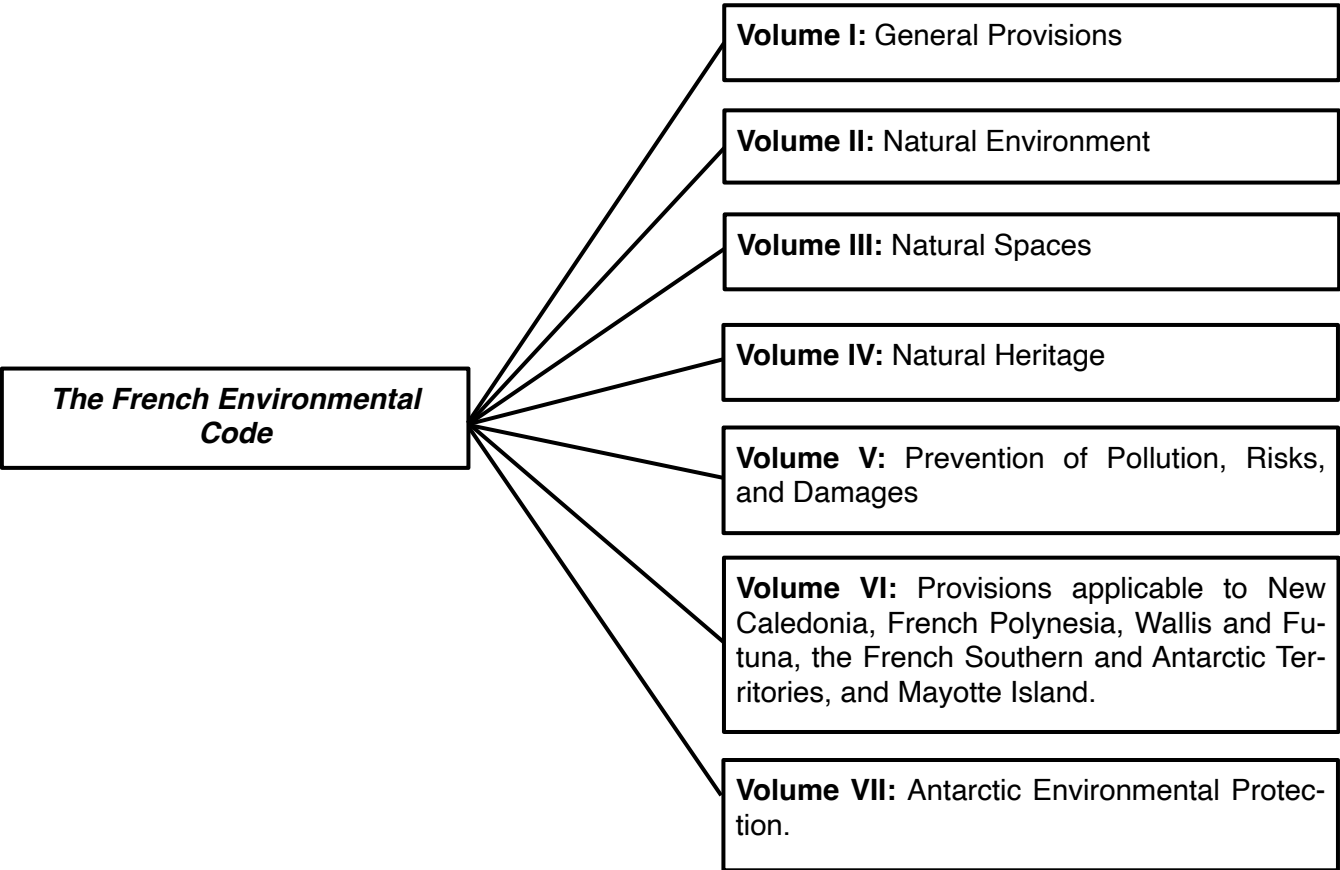 Volume I: General Provisions
Volume II: Natural Environment
Volume III: Natural Spaces
Volume IV: Natural Heritage
The French Environmental
Code
Volume V: Prevention of Pollution, Risks,
and Damages
Volume VI: Provisions applicable to New
Caledonia, French Polynesia, Wallis and Fu-
tuna, the French Southern and Antarctic Ter-
ritories, and Mayotte Island.
Volume VII: Antarctic Environmental Protec-
tion.